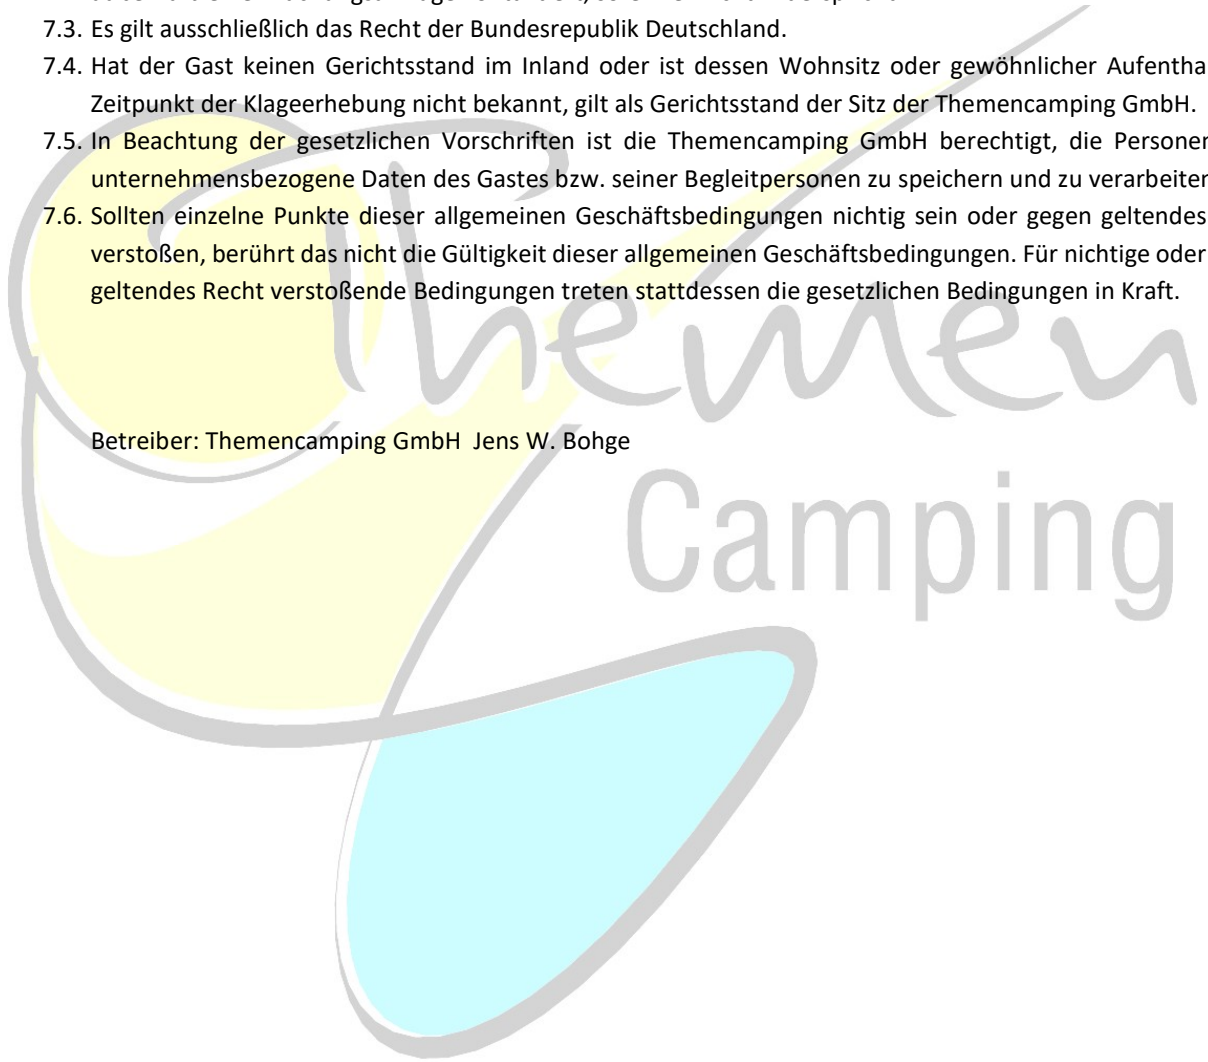 7.3. Es gilt ausschließlich das Recht der Bundesrepublik Deutschland.
7.4. Hat der Gast keinen Gerichtsstand im Inland oder ist dessen Wohnsitz oder gewöhnlicher
Zeitpunkt der Klageerhebung nicht bekannt, gilt als Gerichtsstand der Sitz der Themencamping GmbH.
7.5. In Beachtung der gesetzlichen Vorschriften ist die Themencamping GmbH berechtigt, die
unternehmensbezogene Daten des Gastes bzw. seiner Begleitpersonen zu speichern und zu
7.6. Sollten einzelne Punkte dieser allgemeinen Geschäftsbedingungen nichtig sein oder gegen geltendes
verstoßen, berührt das nicht die Gültigkeit dieser allgemeinen Geschäftsbedingungen. Für nichtige oder
geltendes Recht verstoßende Bedingungen treten stattdessen die gesetzlichen Bedingungen in Kraft.
Themen
Betreiber: Themencamping GmbH Jens W. Bohge
Camping